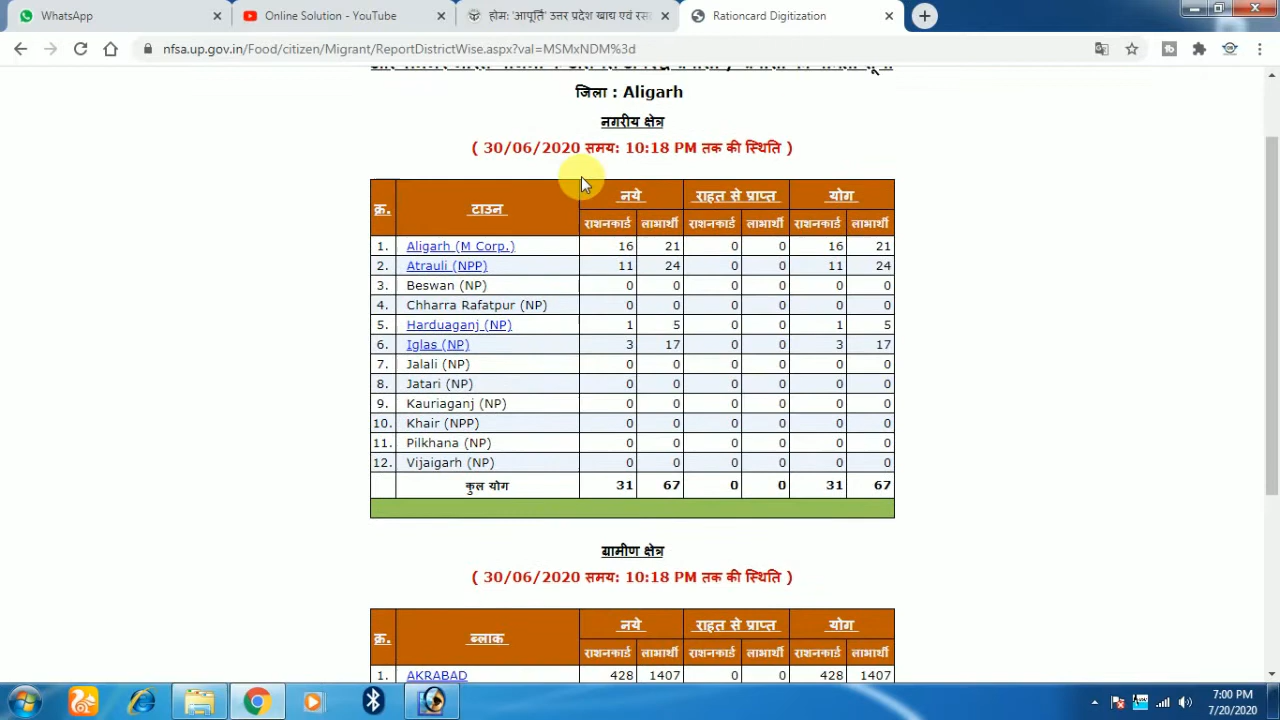 WhatsApp
Online Solution - YouTube
होम: आपूर्ति उत्तर प्रदेश खाद्य एवं रस
Rationcard Digitization
nfsa.up.gov.in/Food/citizen/Migrant/ReportDistrictWise.aspx?val=MSMxNDM%3d
जिला : Aligarh
नगरीय क्षेत्र
( 30/06/2020 समय: 10:18 PM तक की स्थिति )
क्र. टाउन नये राहत से प्राप्त योग
राशनकार्ड लाभार्थी राशनकार्ड लाभार्थी राशनकार्ड लाभार्थी
1. Aligarh (M Corp.) 16 21 0 0 16 21
2. Atrauli (NPP) 11 24 0 0 11 24
3. Beswan (NP) 0 0 0 0 0 0
4. Chharra Rafatpur (NP) 0 0 0 0 0 0
5. Harduaganj (NP) 1 5 0 0 1 5
6. Iglas (NP) 3 17 0 0 3 17
7. Jalali (NP) 0 0 0 0 0 0
8. Jatari (NP) 0 0 0 0 0 0
9. Kauriaganj (NP) 0 0 0 0 0 0
10. Khair (NPP) 0 0 0 0 0 0
11. Pilkhana (NP) 0 0 0 0 0 0
12. Vijaigarh (NP) 0 0 0 0 0 0
कुल योग 31 67 0 0 31 67
ग्रामीण क्षेत्र
( 30/06/2020 समय: 10:18 PM तक की स्थिति )
क्र. ब्लाक नये राहत से प्राप्त योग
राशनकार्ड लाभार्थी राशनकार्ड लाभार्थी राशनकार्ड लाभार्थी
1. AKRABAD 428 1407 0 0 428 1407
7:00 PM
7/20/2020